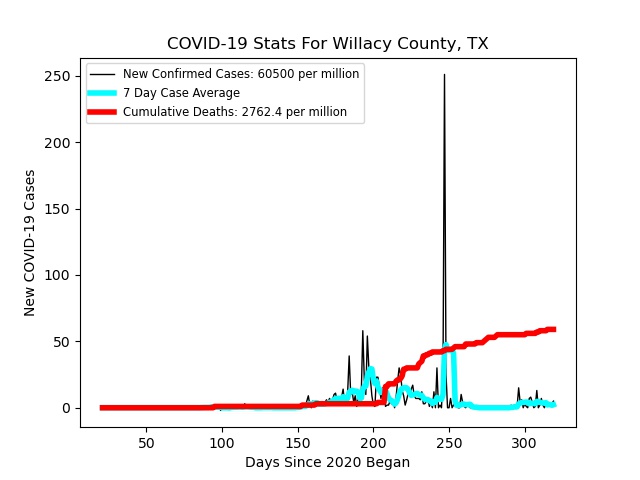 COVID-19 Stats For Willacy County, TX
New Confirmed Cases: 60500 per million
7 Day Case Average
Cumulative Deaths: 2762.4 per million
New COVID-19 Cases
250
200
150
100
50
0
50 100 150 200 250 300
Days Since 2020 Began